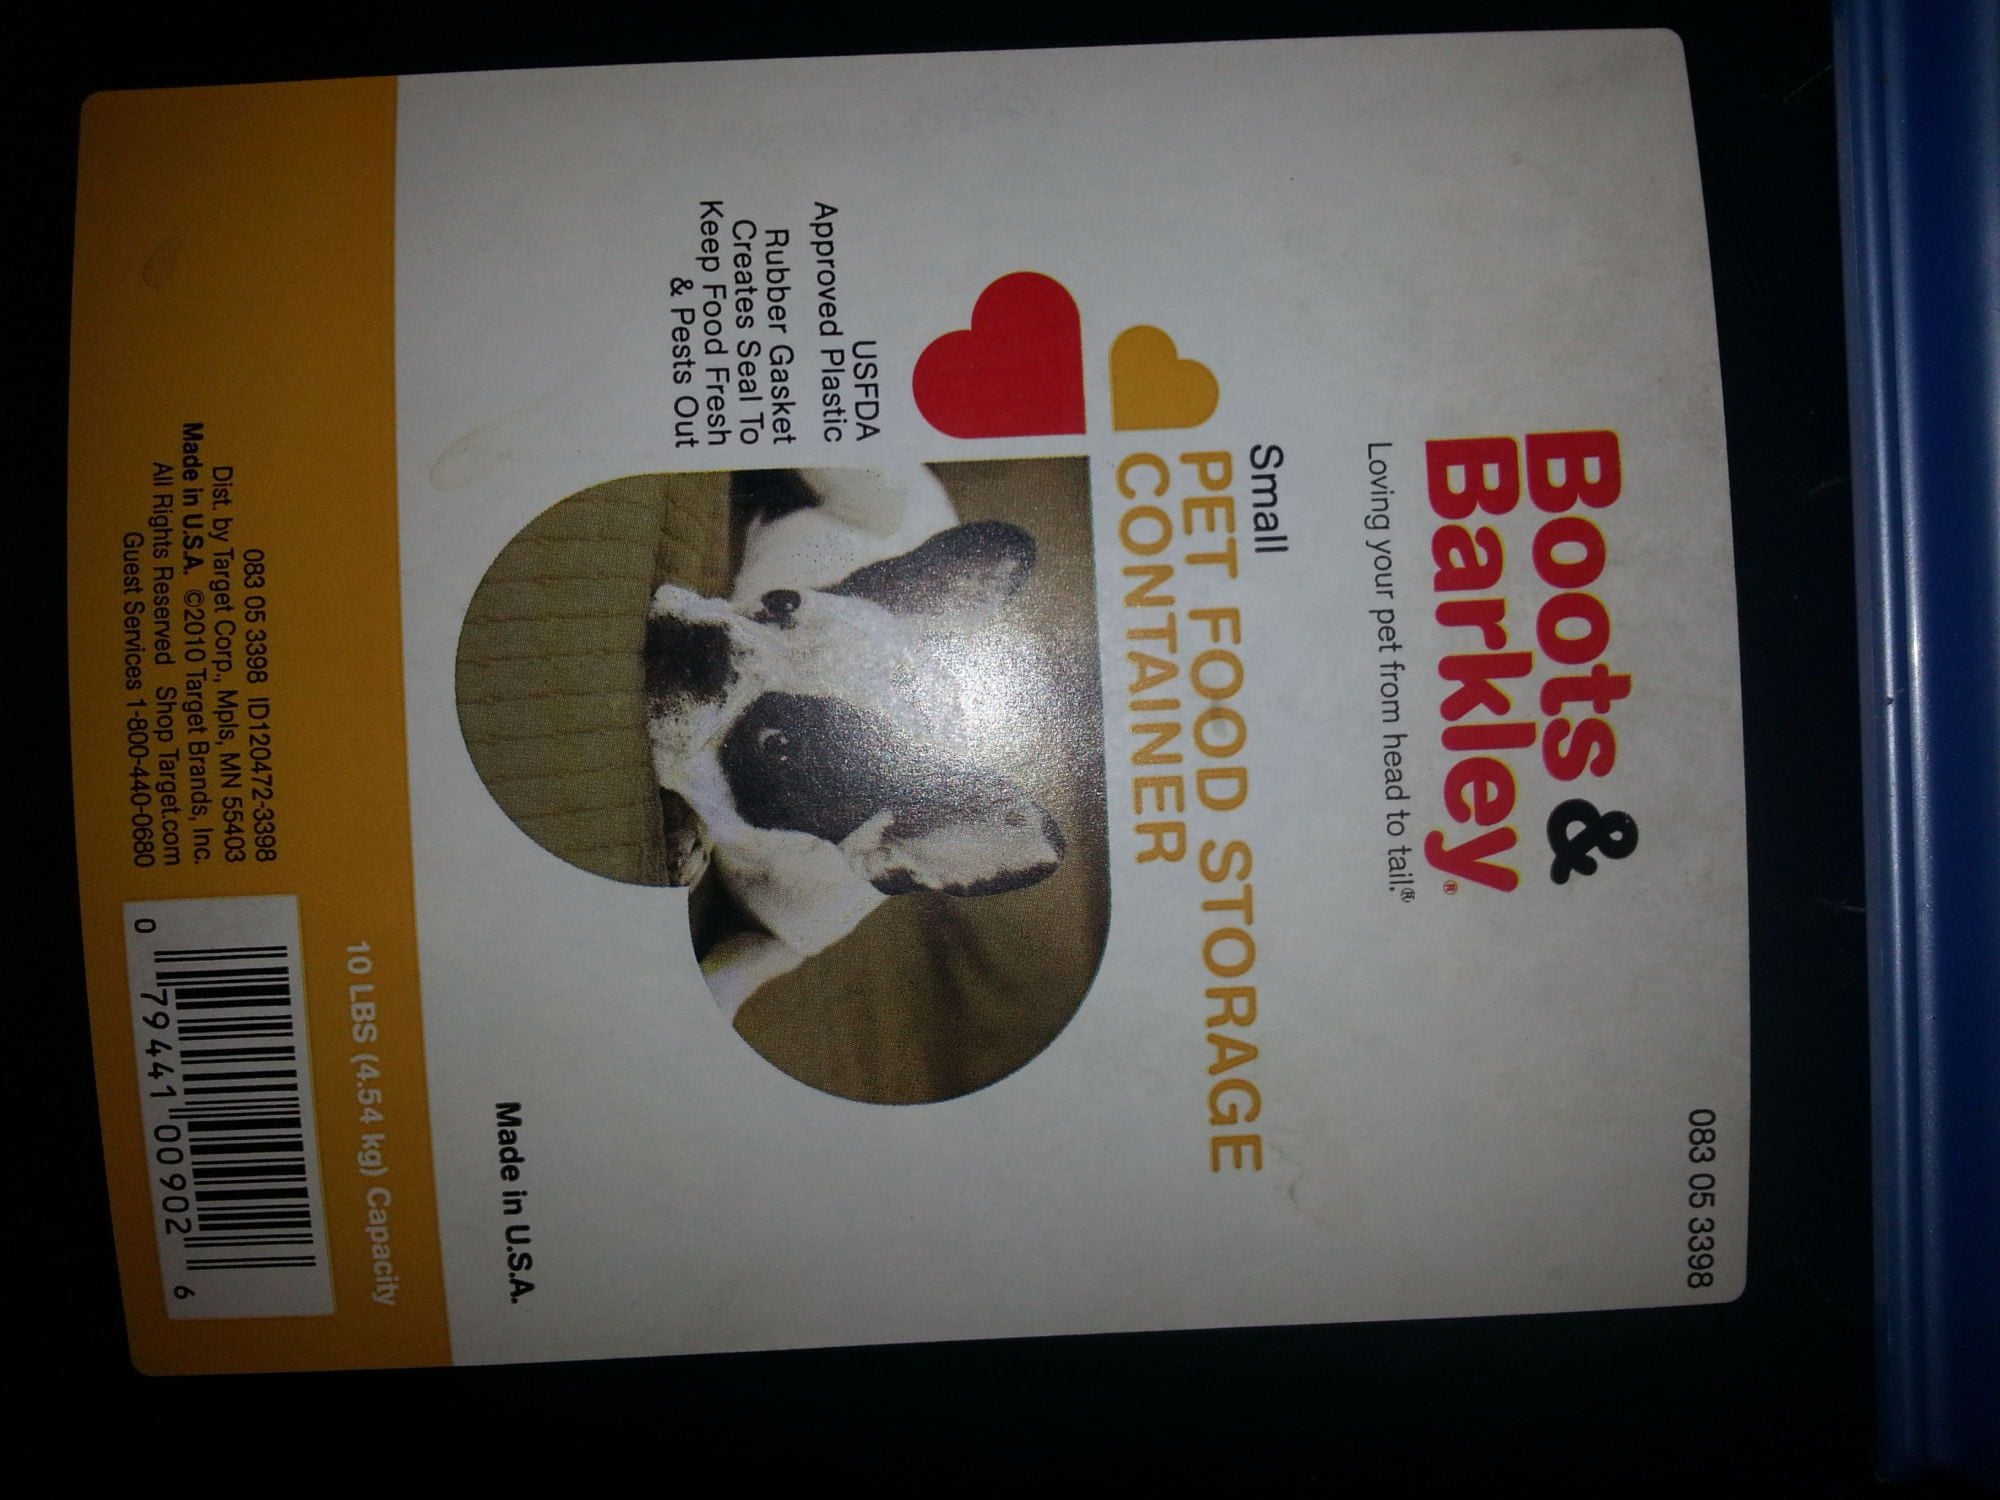 083 05 3398
Boots &
Barkley®
Loving your pet from head to tail.®
Small
PET FOOD STORAGE
CONTAINER
USFDA
Approved Plastic
Rubber Gasket
Creates Seal To
Keep Food Fresh
& Pests Out
Made in U.S.A.
10 LBS (4.54 kg) Capacity
083 05 3398 ID120472-3398
Dist. by Target Corp., Mpls, MN 55403
Made in U.S.A. ©2010 Target Brands, Inc.
All Rights Reserved Shop Target.com
Guest Services 1-800-440-0680
0 79441 00902 6